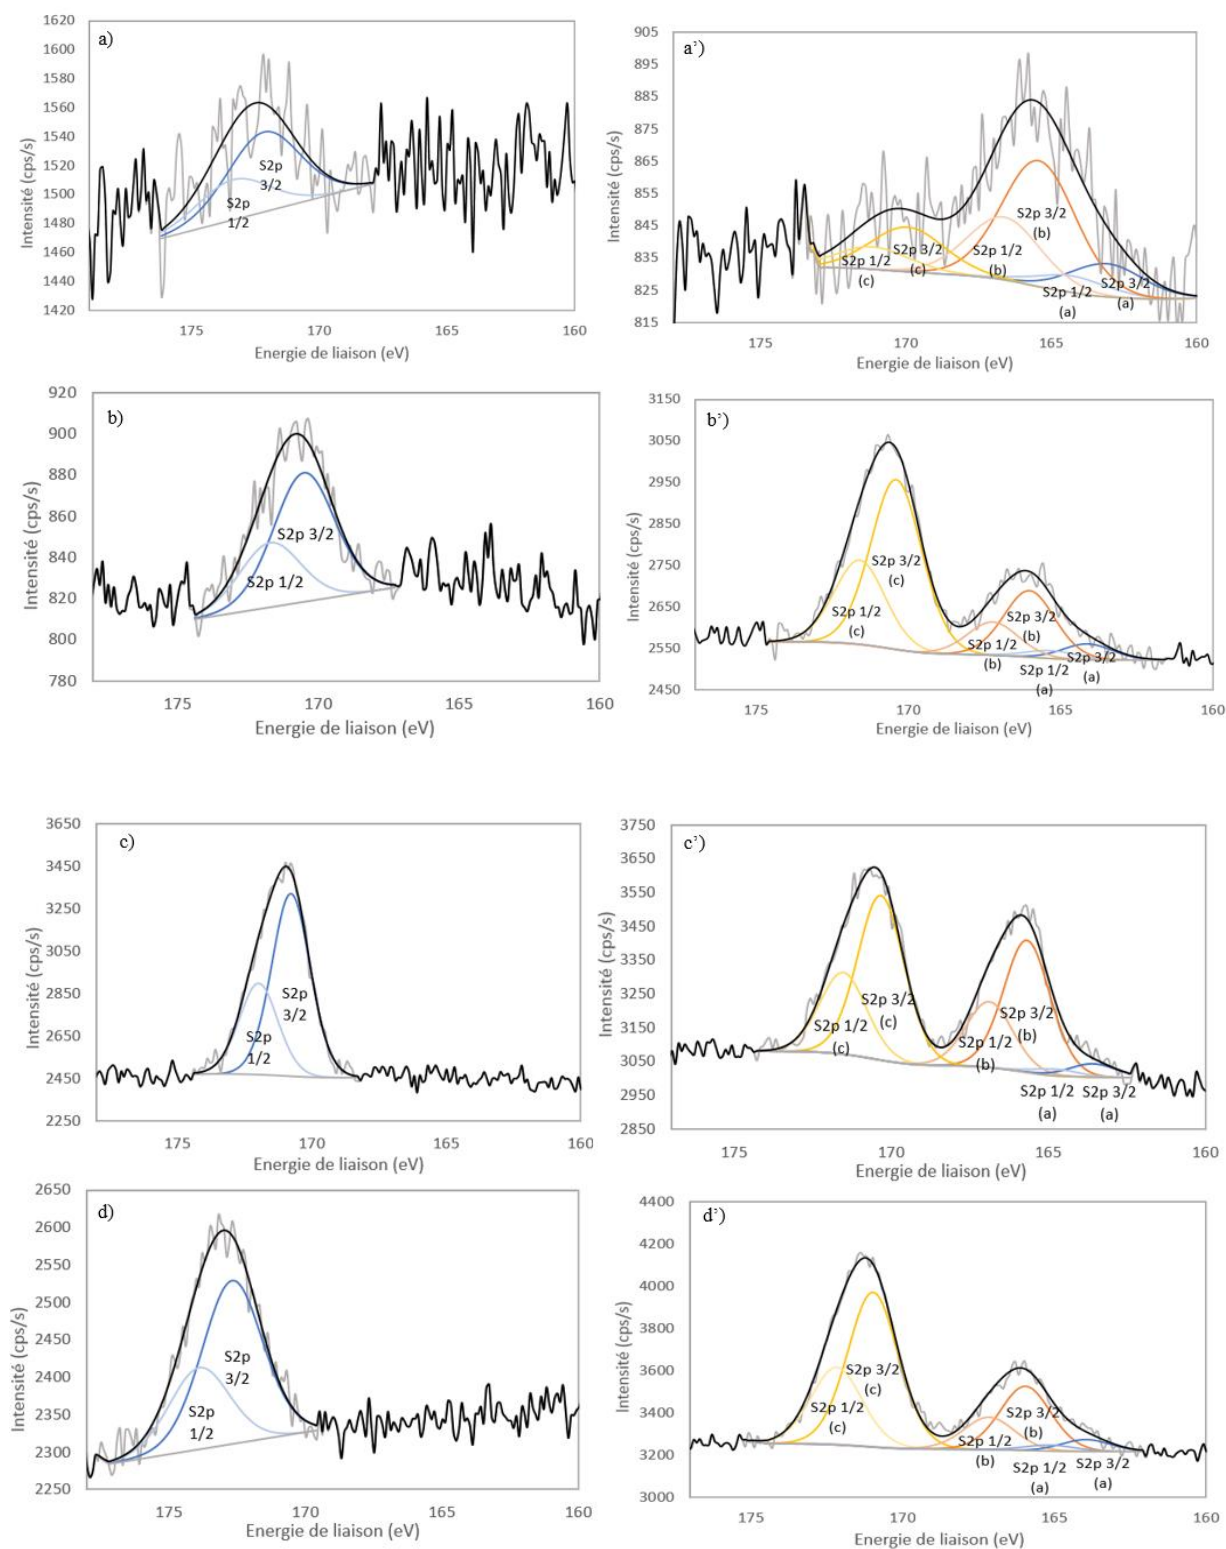 a)
1620
1600
1580
1560
1540
1520
1500
1480
1460
1440
1420
Intensité (cps/s)
S2p
3/2
S2p
1/2
175
170
165
160
Energie de liaison (eV)
a’)
905
895
885
875
865
855
845
835
825
815
Intensité (cps/s)
S2p 3/2
(b)
S2p 1/2
(b)
S2p 3/2
(c)
S2p 1/2
(c)
S2p 3/2
(a)
S2p 1/2
(a)
175
170
165
160
Energie de liaison (eV)
b)
920
900
880
860
840
820
800
780
Intensité (cps/s)
S2p 3/2
S2p 1/2
175
170
165
160
Energie de liaison (eV)
b’)
3150
3050
2950
2850
2750
2650
2550
2450
Intensité (cps/s)
S2p 3/2
(c)
S2p 1/2
(c)
S2p 3/2
(b)
S2p 1/2
(b)
S2p 3/2
(a)
S2p 1/2
(a)
175
170
165
160
Energie de liaison (eV)
c)
3650
3450
3250
3050
2850
2650
2450
2250
Intensité (cps/s)
S2p
3/2
S2p
1/2
175
170
165
160
Energie de liaison (eV)
c’)
3750
3650
3550
3450
3350
3250
3150
3050
2950
2850
Intensité (cps/s)
S2p 3/2
(c)
S2p 1/2
(c)
S2p 3/2
(b)
S2p 1/2
(b)
S2p 1/2
(a)
S2p 3/2
(a)
175
170
165
160
Energie de liaison (eV)
d)
2650
2600
2550
2500
2450
2400
2350
2300
2250
Intensité (cps/s)
S2p
3/2
S2p
1/2
175
170
165
160
Energie de liaison (eV)
d’)
4400
4200
4000
3800
3600
3400
3200
3000
Intensité (cps/s)
S2p 3/2
(c)
S2p 1/2
(c)
S2p 3/2
(b)
S2p 1/2
(b)
S2p 1/2
(a)
S2p 3/2
(a)
175
170
165
160
Energie de liaison (eV)